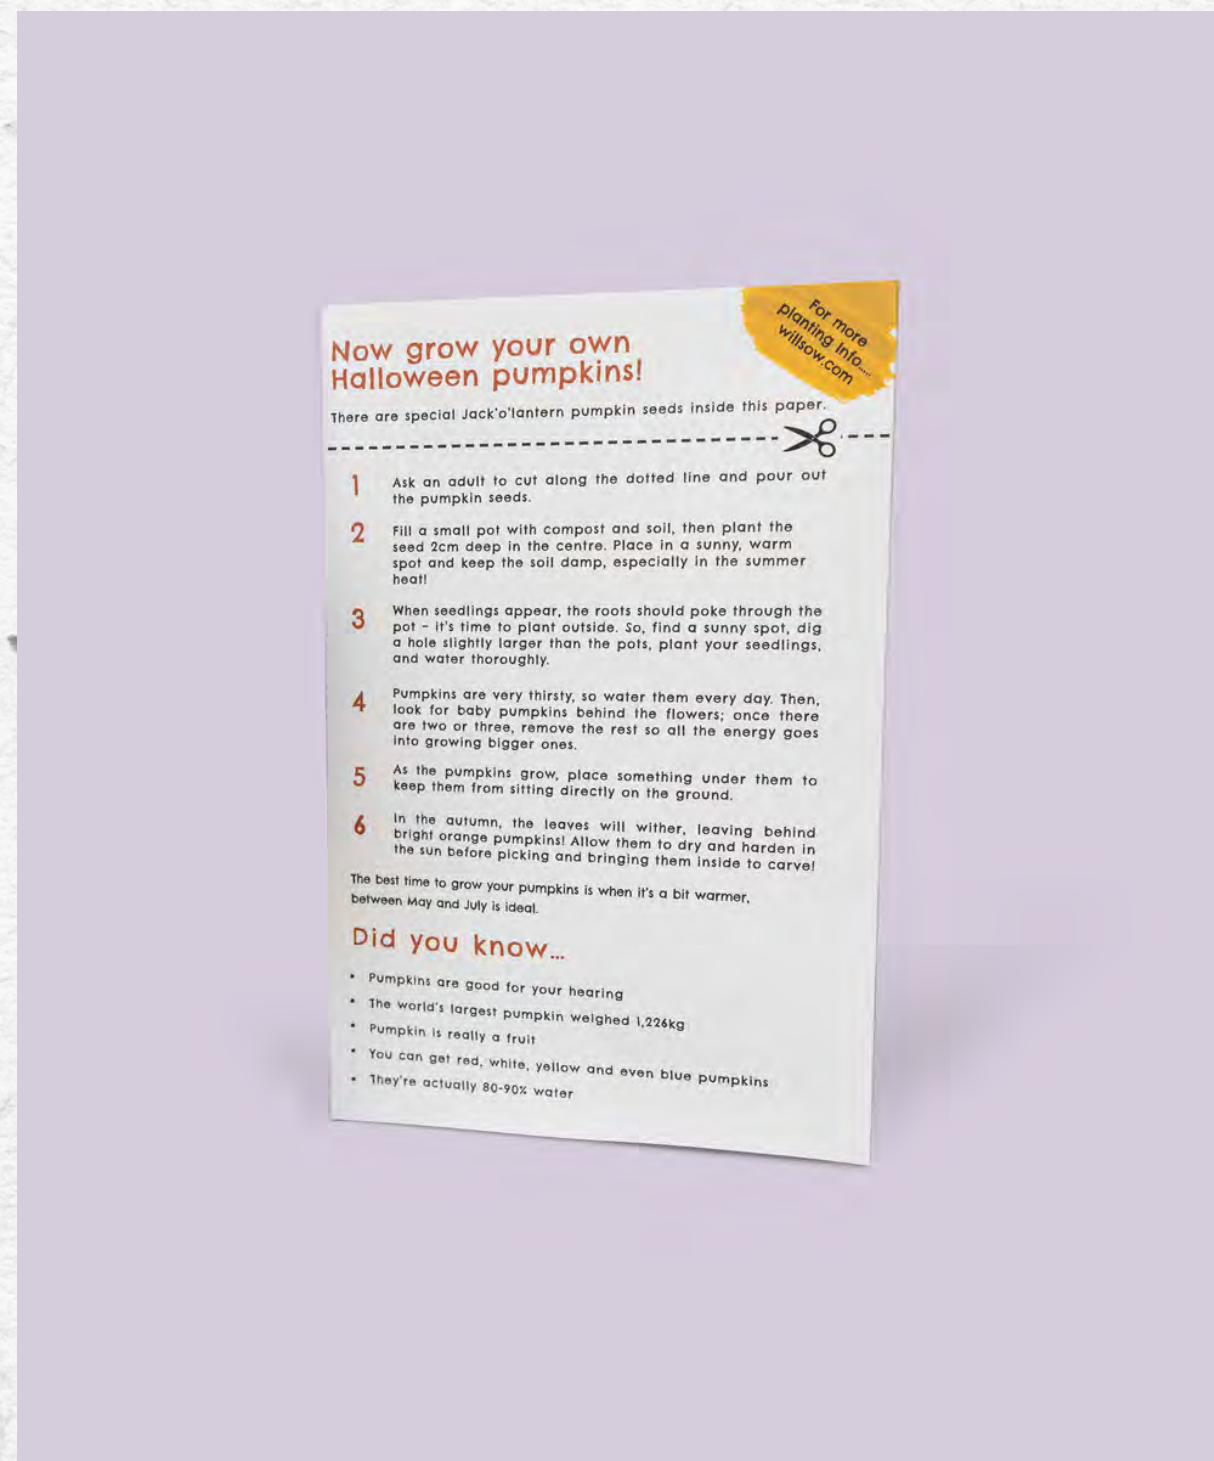 For more
planting info....
willsow.com
Now grow your own
Halloween pumpkins!
There are special Jack'o'lantern pumpkin seeds inside this paper.
1 Ask an adult to cut along the dotted line and pour out
the pumpkin seeds.
2 Fill a small pot with compost and soil, then plant the
seed 2cm deep in the centre. Place in a sunny, warm
spot and keep the soil damp, especially in the summer
heat!
3 When seedlings appear, the roots should poke through the
pot - it's time to plant outside. So, find a sunny spot, dig
a hole slightly larger than the pots, plant your seedlings,
and water thoroughly.
4 Pumpkins are very thirsty, so water them every day. Then,
look for baby pumpkins behind the flowers; once there
are two or three, remove the rest so all the energy goes
into growing bigger ones.
5 As the pumpkins grow, place something under them to
keep them from sitting directly on the ground.
6 In the autumn, the leaves will wither, leaving behind
bright orange pumpkins! Allow them to dry and harden in
the sun before picking and bringing them inside to carve!
The best time to grow your pumpkins is when it's a bit warmer,
between May and July is ideal.
Did you know...
• Pumpkins are good for your hearing
• The world's largest pumpkin weighed 1,226kg
• Pumpkin is really a fruit
• You can get red, white, yellow and even blue pumpkins
• They're actually 80-90% water